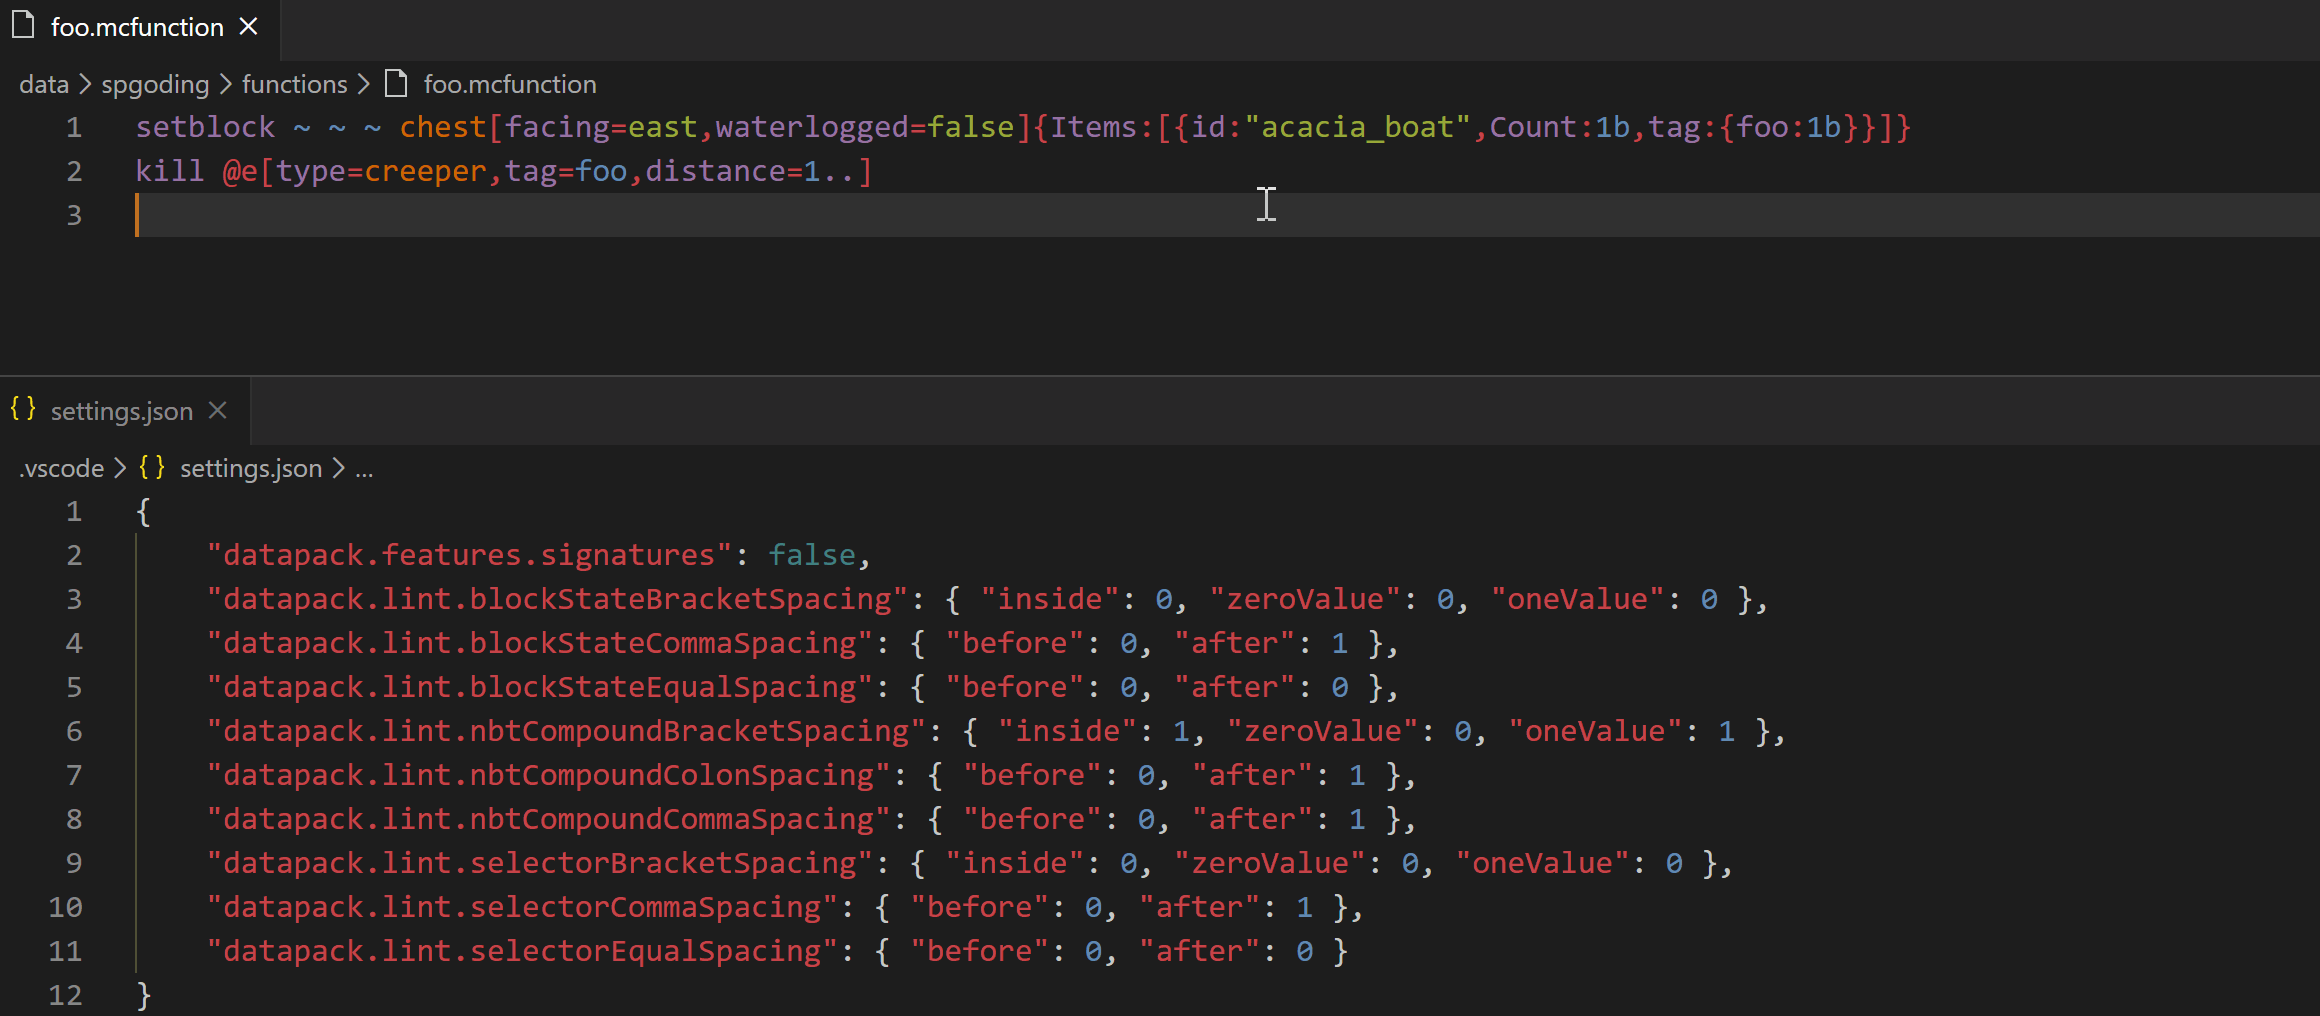 foo.mcfunction
data > spgoding > functions > foo.mcfunction
1 setblock ~ ~ ~ chest[facing=east,waterlogged=false]{Items:[{id:"acacia_boat",Count:1b,tag:{foo:1b}}]}
2 kill @e[type=creeper,tag=foo,distance=1..]
3
{} settings.json
.vscode > {} settings.json > ...
1 {
2 "datapack.features.signatures": false,
3 "datapack.lint.blockStateBracketSpacing": { "inside": 0, "zeroValue": 0, "oneValue": 0 },
4 "datapack.lint.blockStateCommaSpacing": { "before": 0, "after": 1 },
5 "datapack.lint.blockStateEqualSpacing": { "before": 0, "after": 0 },
6 "datapack.lint.nbtCompoundBracketSpacing": { "inside": 1, "zeroValue": 0, "oneValue": 1 },
7 "datapack.lint.nbtCompoundColonSpacing": { "before": 0, "after": 1 },
8 "datapack.lint.nbtCompoundCommaSpacing": { "before": 0, "after": 1 },
9 "datapack.lint.selectorBracketSpacing": { "inside": 0, "zeroValue": 0, "oneValue": 0 },
10 "datapack.lint.selectorCommaSpacing": { "before": 0, "after": 1 },
11 "datapack.lint.selectorEqualSpacing": { "before": 0, "after": 0 }
12 }